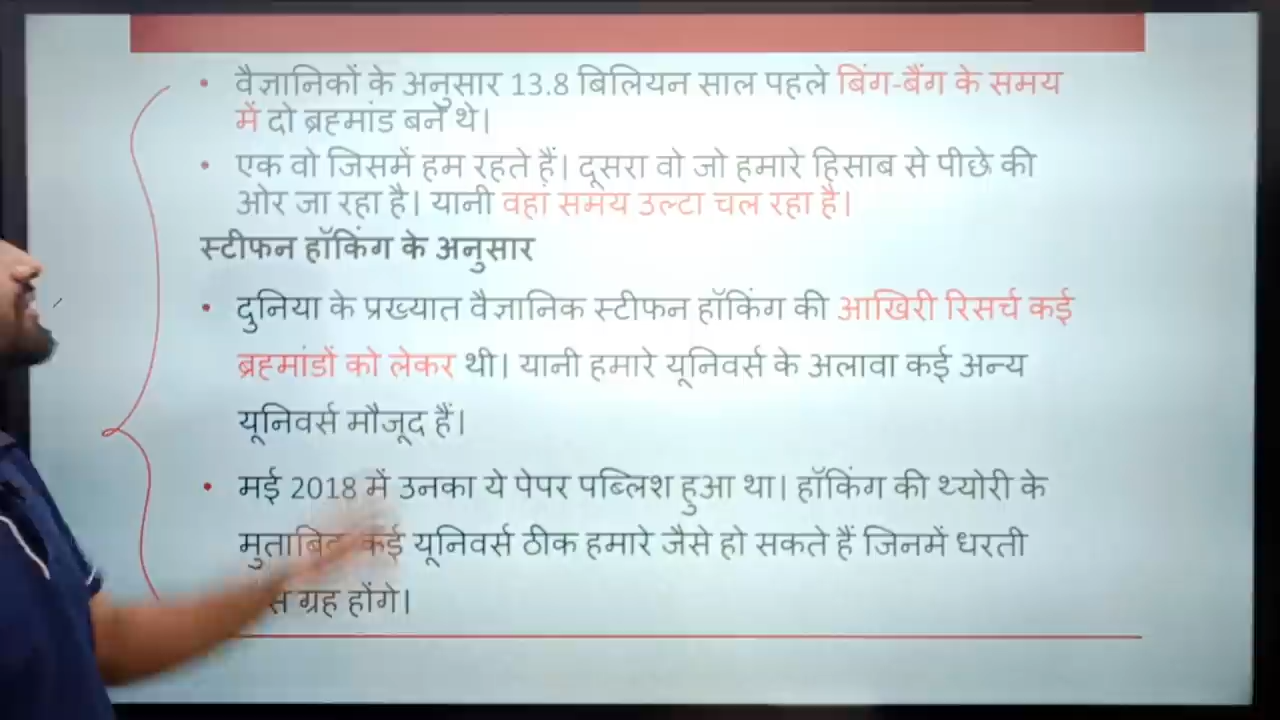 • वैज्ञानिकों के अनुसार 13.8 बिलियन साल पहले बिंग-बैंग के समय
में दो ब्रह्मांड बने थे।
• एक वो जिसमें हम रहते हैं। दूसरा वो जो हमारे हिसाब से पीछे की
ओर जा रहा है। यानी वहां समय उल्टा चल रहा है।
स्टीफन हॉकिंग के अनुसार
• दुनिया के प्रख्यात वैज्ञानिक स्टीफन हॉकिंग की आखिरी रिसर्च कई
ब्रह्मांडों को लेकर थी। यानी हमारे यूनिवर्स के अलावा कई अन्य
यूनिवर्स मौजूद हैं।
• मई 2018 में उनका ये पेपर पब्लिश हुआ था। हॉकिंग की थ्योरी के
कई यूनिवर्स ठीक हमारे जैसे हो सकते हैं जिनमें धरती
ग्रह होंगे।